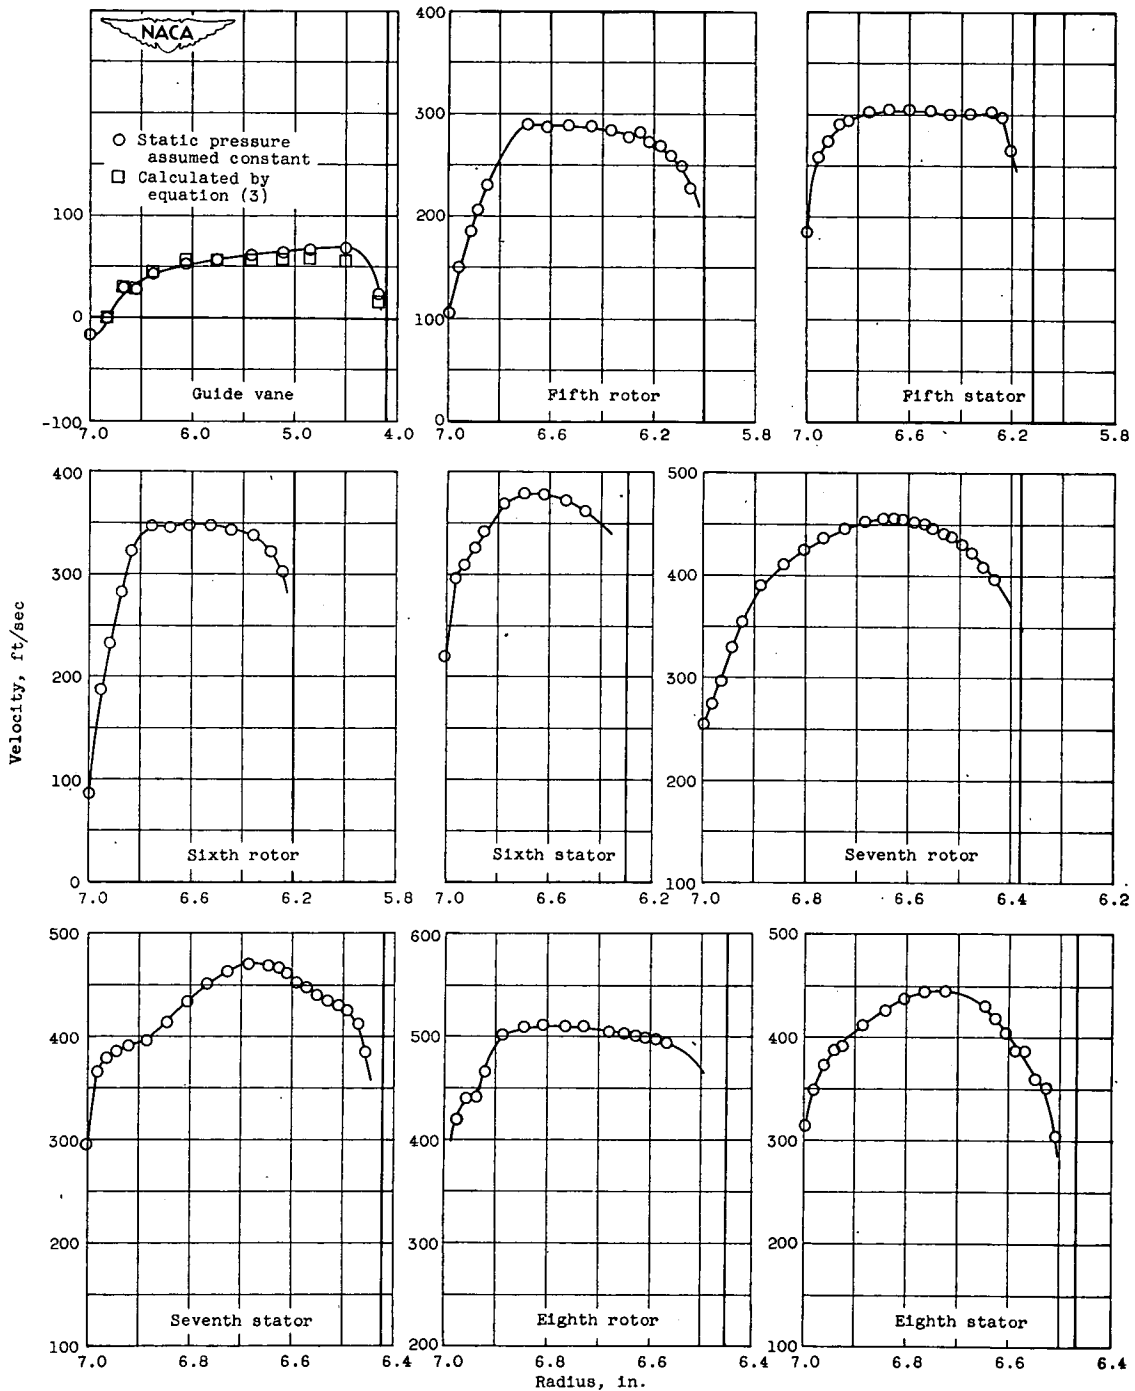 NACA
Static pressure
assumed constant
Calculated by
equation (3)
100
0
-100
7.0 6.0 5.0 4.0
Guide vane
400
300
200
100
0
7.0 6.6 6.2 5.8
Fifth rotor
7.0 6.6 6.2 5.8
Fifth stator
Velocity, ft/sec
400
300
200
100
0
7.0 6.6 6.2 5.8
Sixth rotor
7.0 6.6 6.2
Sixth stator
500
400
300
200
100
7.0 6.8 6.6 6.4 6.2
Seventh rotor
500
400
300
200
100
7.0 6.8 6.6 6.4
Seventh stator
600
500
400
200
7.0 6.8 6.6 6.4
Eighth rotor
500
400
300
200
100
7.0 6.8 6.6 6.4
Eighth stator
Radius, in.